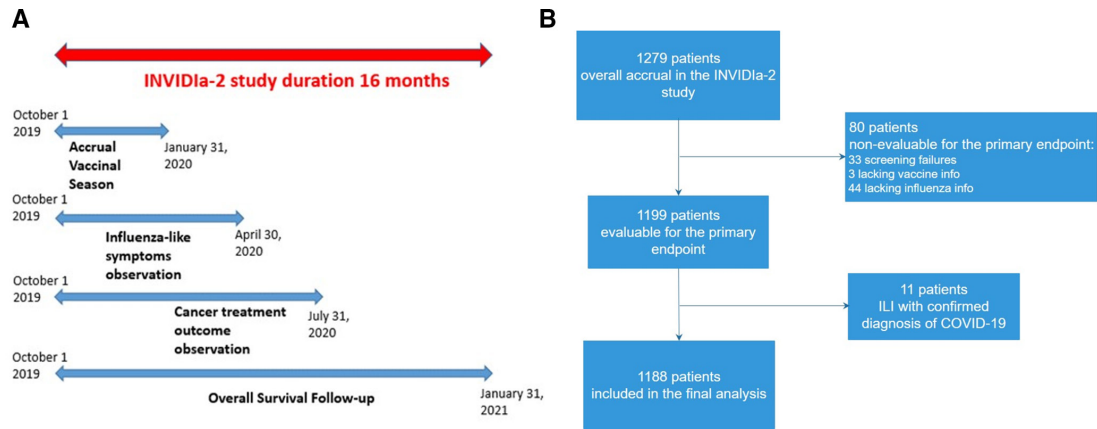 A
INVIDIa-2 study duration 16 months
October 1
2019
Accrual
Vaccinal
Season
January 31,
2020
October 1
2019
Influenza-like
symptoms
observation
April 30,
2020
October 1
2019
Cancer treatment
outcome
observation
July 31,
2020
October 1
2019
Overall Survival Follow-up
January 31,
2021
B
1279 patients
overall accrual in the INVIDIa-2
study
80 patients
non-evaluable for the primary endpoint:
33 screening failures
3 lacking vaccine info
44 lacking influenza info
1199 patients
evaluable for the primary
endpoint
11 patients
ILI with confirmed
diagnosis of COVID-19
1188 patients
included in the final analysis